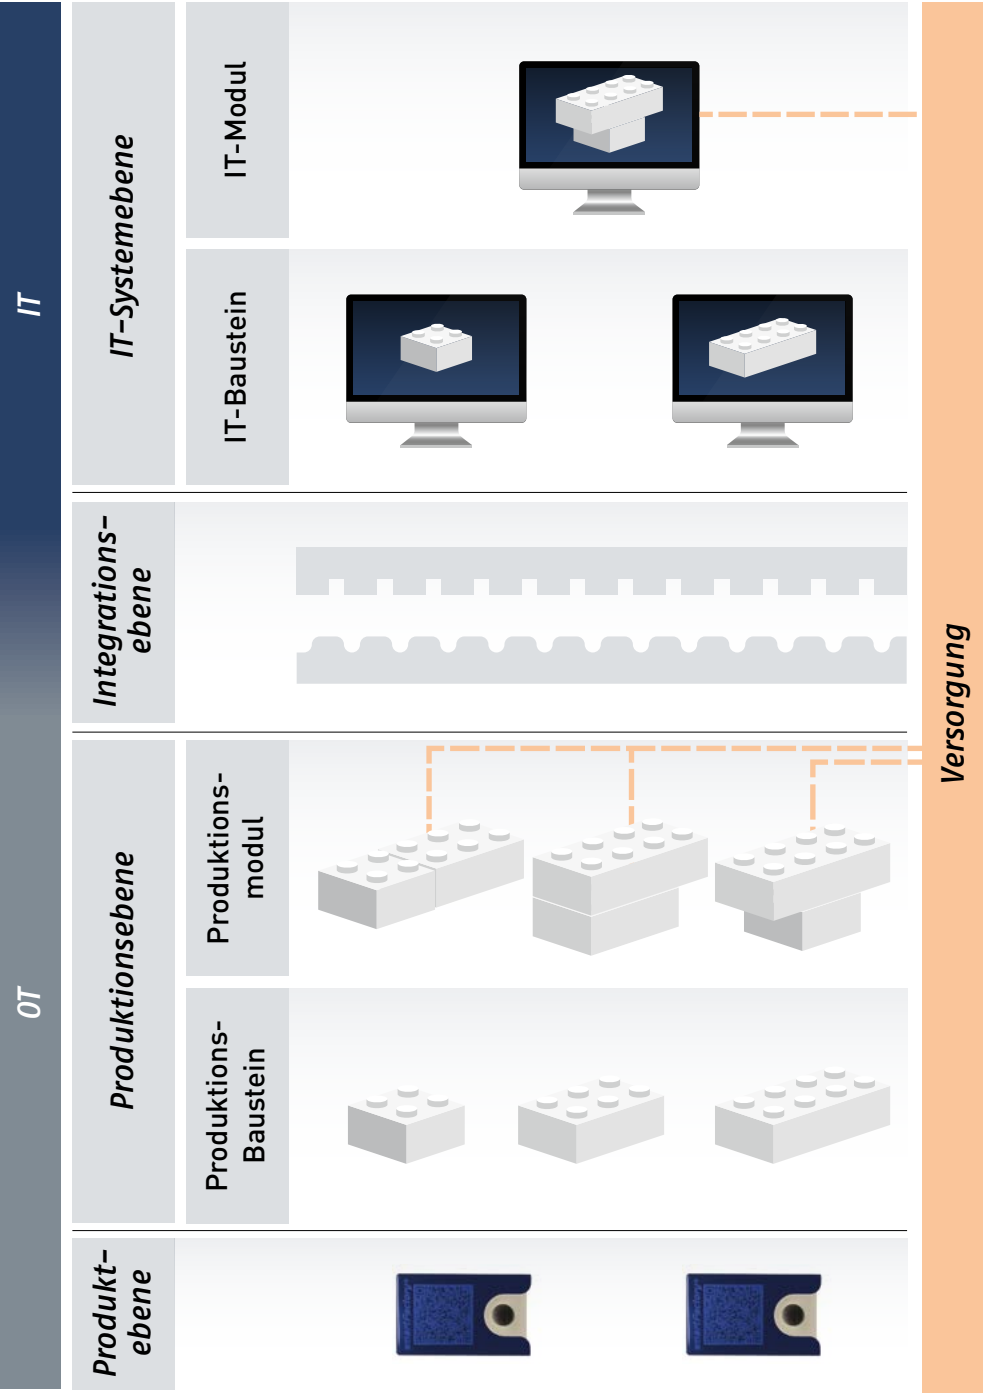 IT
IT-Systemebene
IT-Modul
IT-Baustein
Integrations-
ebene
OT
Produktionsebene
Produktions-
modul
Produktions-
Baustein
Produkt-
ebene
Versorgung